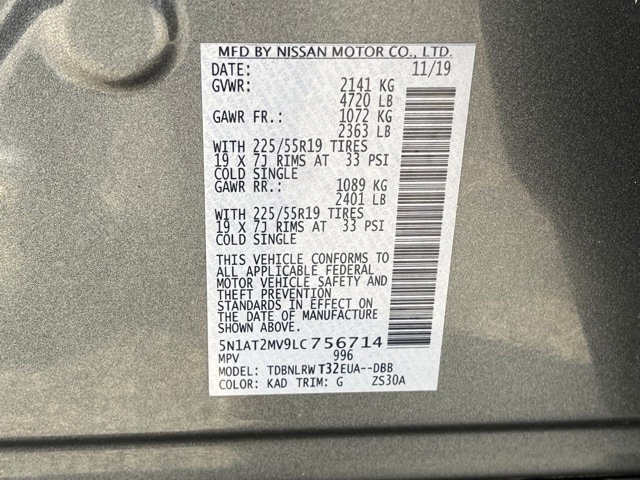 MFD BY NISSAN MOTOR CO., LTD.
DATE: 11/19
GVWR: 2141 KG
4720 LB
GAWR FR.: 1072 KG
2363 LB
WITH 225/55R19 TIRES
19 X 7J RIMS AT 33 PSI
COLD SINGLE
GAWR RR.: 1089 KG
2401 LB
WITH 225/55R19 TIRES
19 X 7J RIMS AT 33 PSI
COLD SINGLE
THIS VEHICLE CONFORMS TO
ALL APPLICABLE FEDERAL
MOTOR VEHICLE SAFETY AND
THEFT PREVENTION
STANDARDS IN EFFECT ON
THE DATE OF MANUFACTURE
SHOWN ABOVE.
5N1AT2MV9LC756714
MPV 996
MODEL: TDBNLRW T32EUA--DBB
COLOR: KAD TRIM: G ZS30A